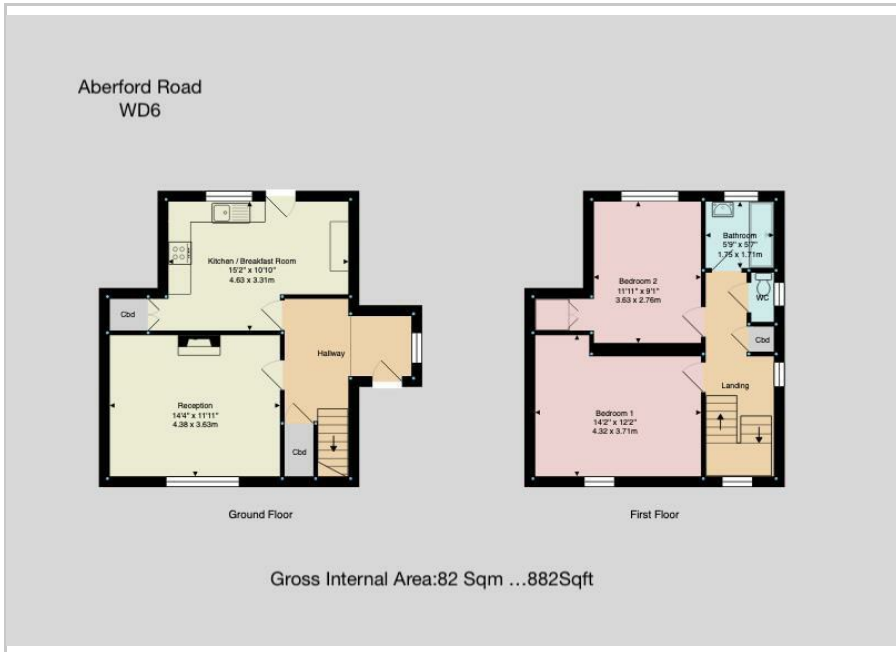 Aberford Road
WD6
Kitchen / Breakfast Room
15'2" x 10'10"
4.63 x 3.31m
Cbd
Hallway
Reception
14'4" x 11'11"
4.38 x 3.63m
Cbd
Ground Floor
Bathroom
5'9" x 5'7"
1.75 x 1.71m
Bedroom 2
11'11" x 9'1"
3.63 x 2.76m
WC
Cbd
Landing
Bedroom 1
14'2" x 12'2"
4.32 x 3.71m
First Floor
Gross Internal Area:82 Sqm ...882Sqft